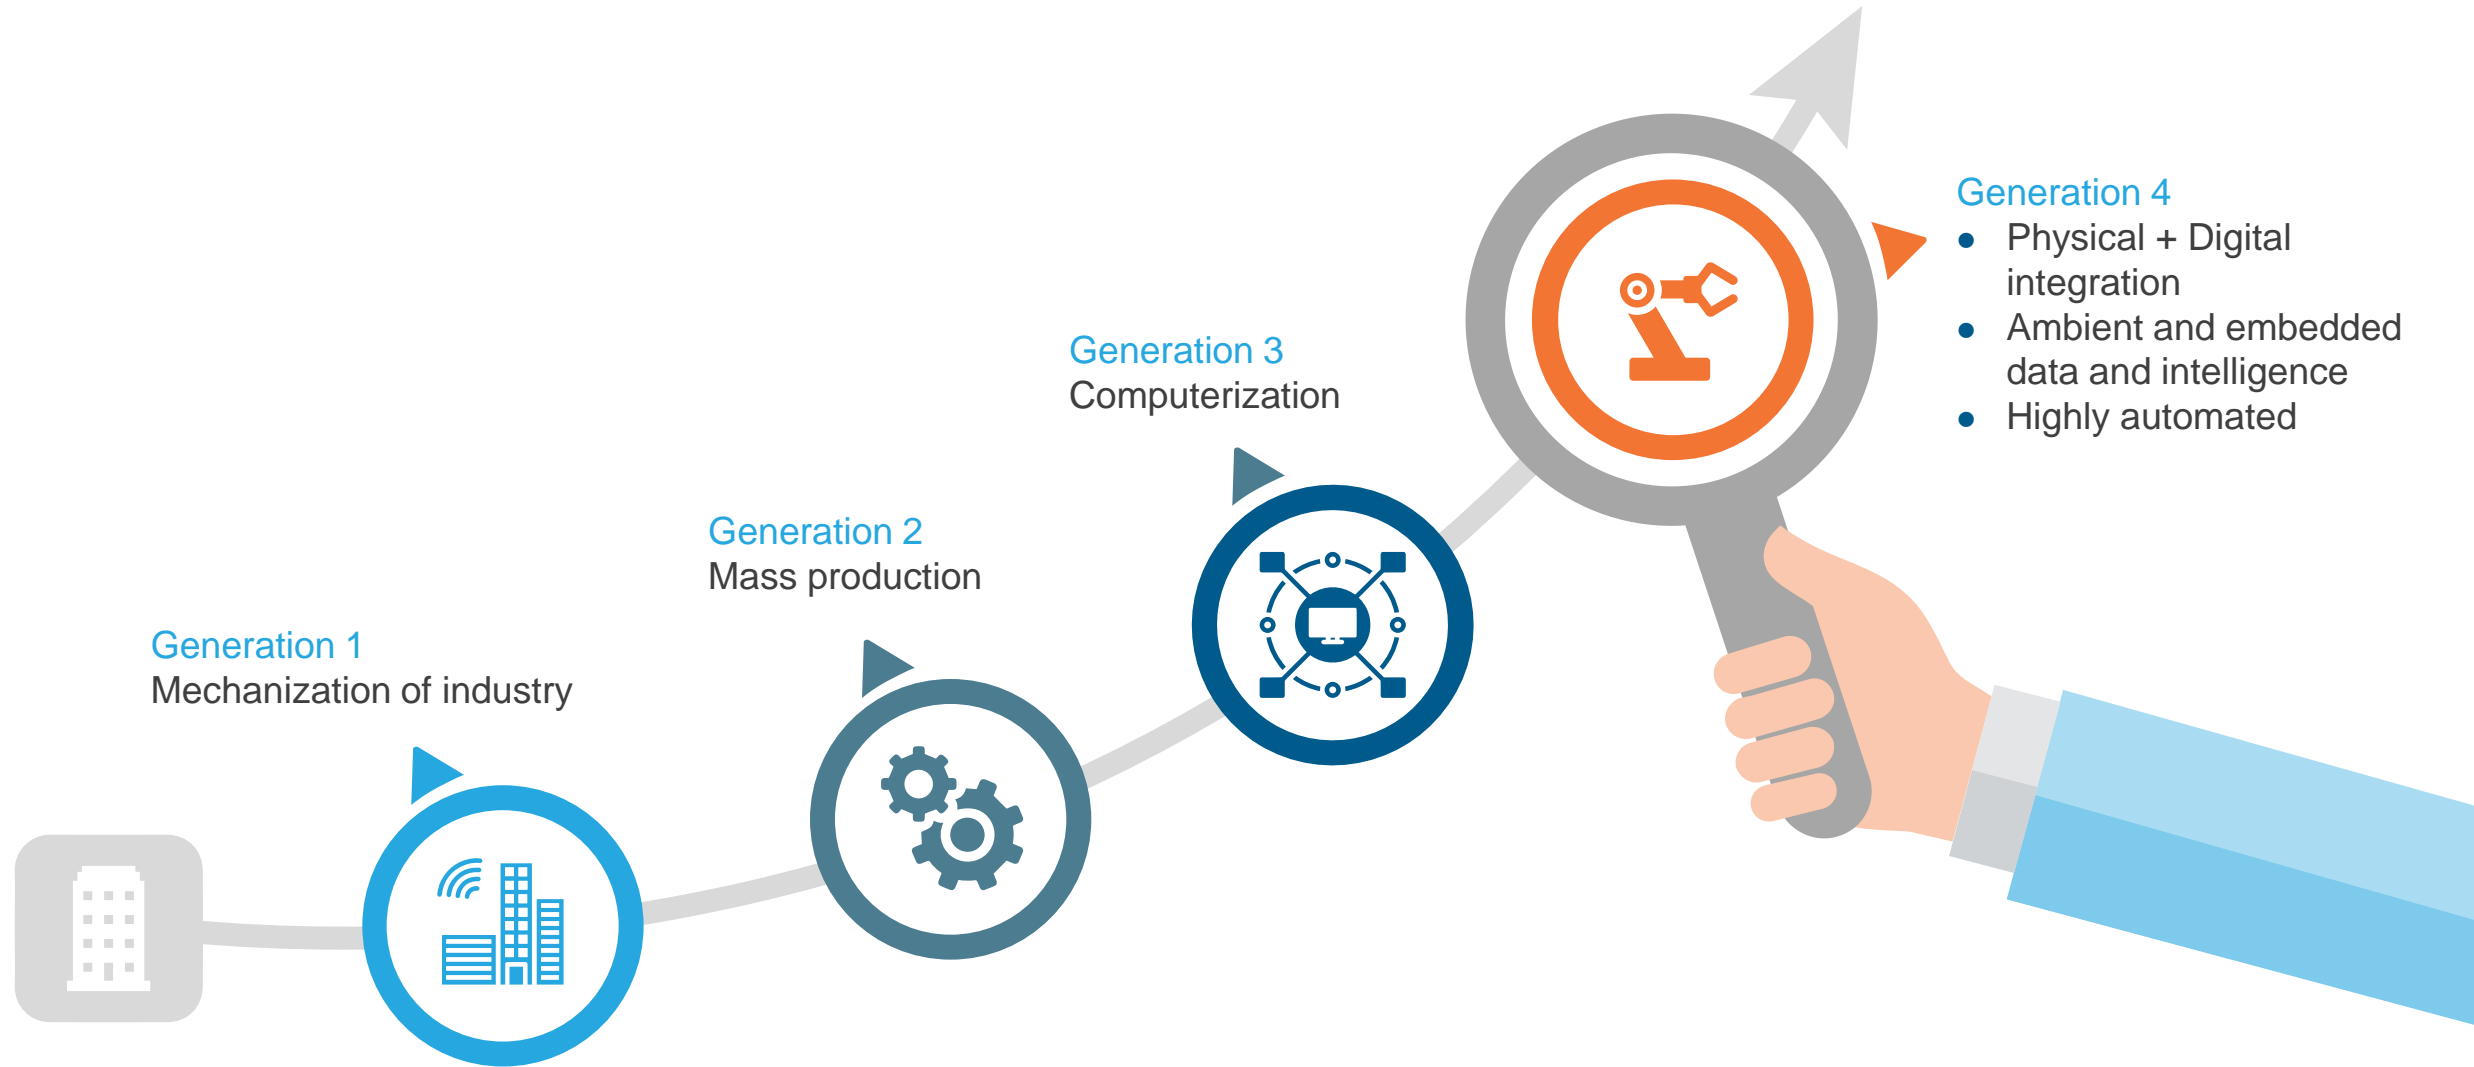 Generation 1
Mechanization of industry
Generation 2
Mass production
Generation 3
Computerization
Generation 4
● Physical + Digital
integration
● Ambient and embedded
data and intelligence
● Highly automated